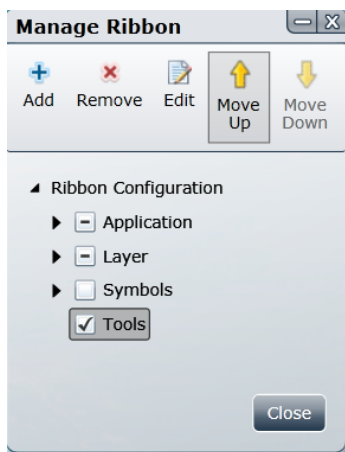 Manage Ribbon
Add Remove Edit Move Up Move Down
Ribbon Configuration
Application
Layer
Symbols
Tools
Close